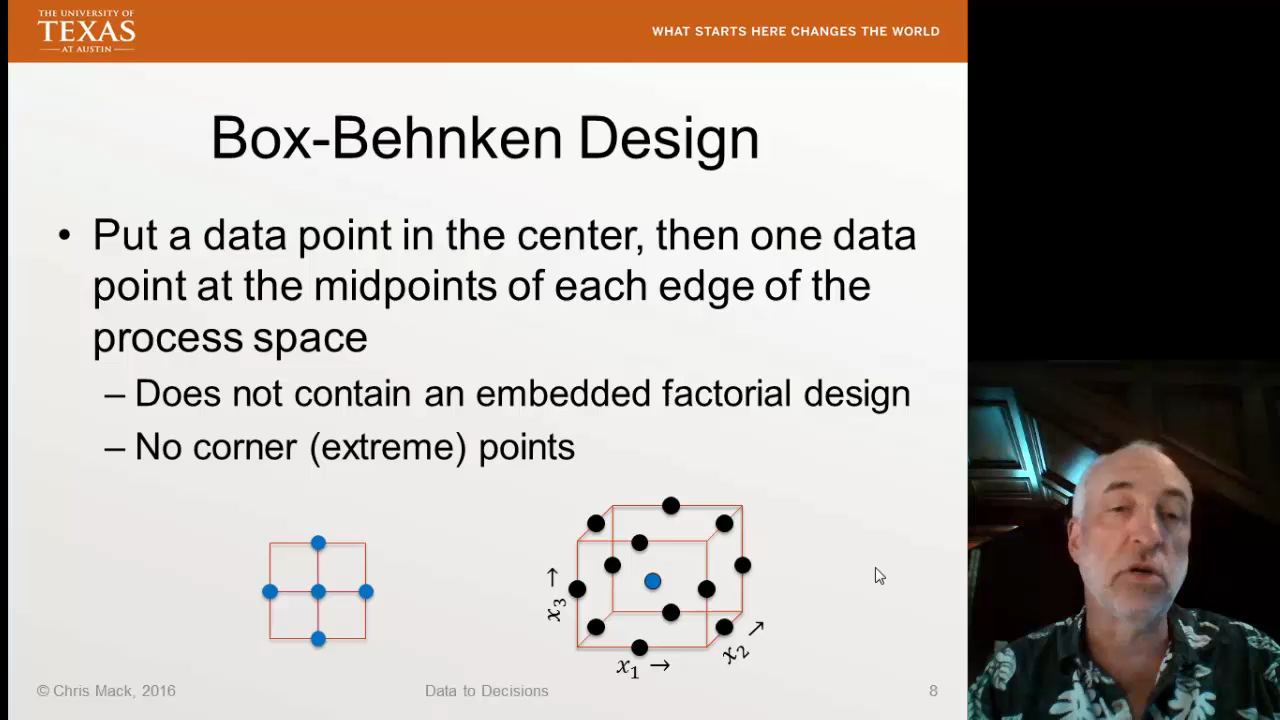 THE UNIVERSITY OF
TEXAS
AT AUSTIN
WHAT STARTS HERE CHANGES THE WORLD
Box-Behnken Design
• Put a data point in the center, then one data
point at the midpoints of each edge of the
process space
– Does not contain an embedded factorial design
– No corner (extreme) points
x₃ →
x₂ →
x₁ →
© Chris Mack, 2016
Data to Decisions
8